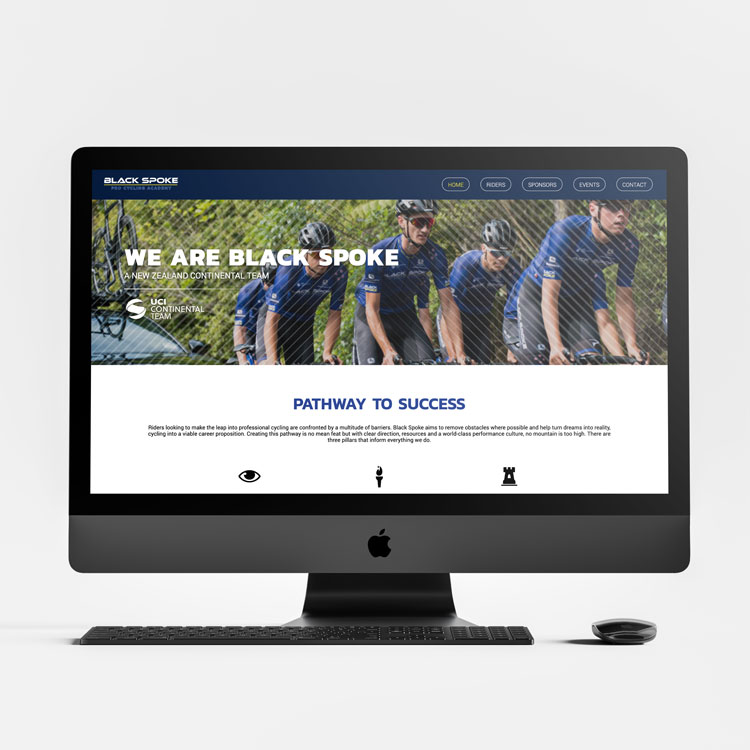 BLACK SPOKE
PRO CYCLING ACADEMY
HOME
RIDERS
SPONSORS
EVENTS
CONTACT
WE ARE BLACK SPOKE
A NEW ZEALAND CONTINENTAL TEAM
UCI
CONTINENTAL
TEAM
PATHWAY TO SUCCESS
Riders looking to make the leap into professional cycling are confronted by a multitude of barriers. Black Spoke aims to remove obstacles where possible and help turn dreams into reality,
cycling into a viable career proposition. Creating this pathway is no mean feat but with clear direction, resources and a world-class performance culture, no mountain is too high. There are
three pillars that inform everything we do.